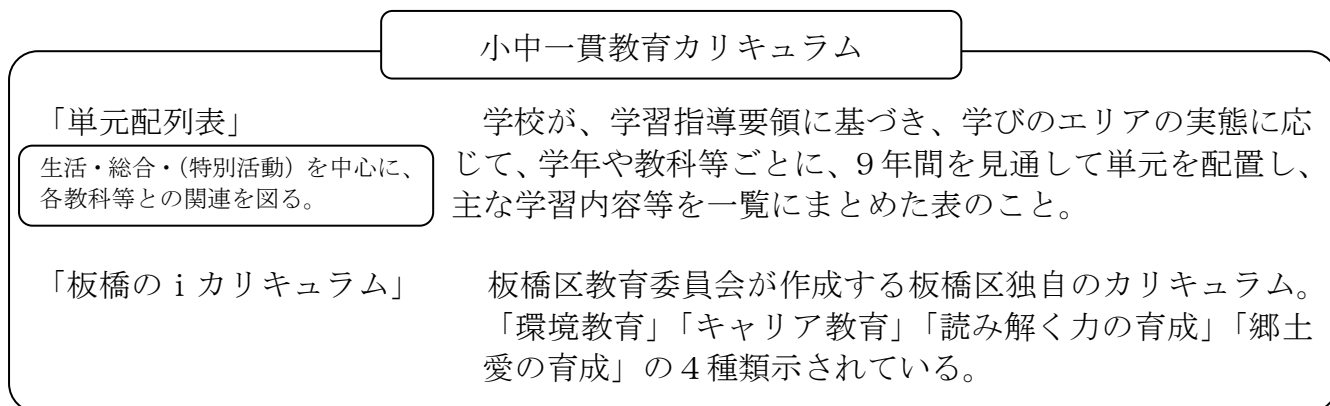 小中一貫教育カリキュラム
「単元配列表」
生活・総合・(特別活動) を中心に、
各教科等との関連を図る。
学校が、学習指導要領に基づき、学びのエリアの実態に応
じて、学年や教科等ごとに、９年間を見通して単元を配置し、
主な学習内容等を一覧にまとめた表のこと。
「板橋のｉカリキュラム」
板橋区教育委員会が作成する板橋区独自のカリキュラム。
「環境教育」「キャリア教育」「読み解く力の育成」「郷土
愛の育成」の４種類示されている。